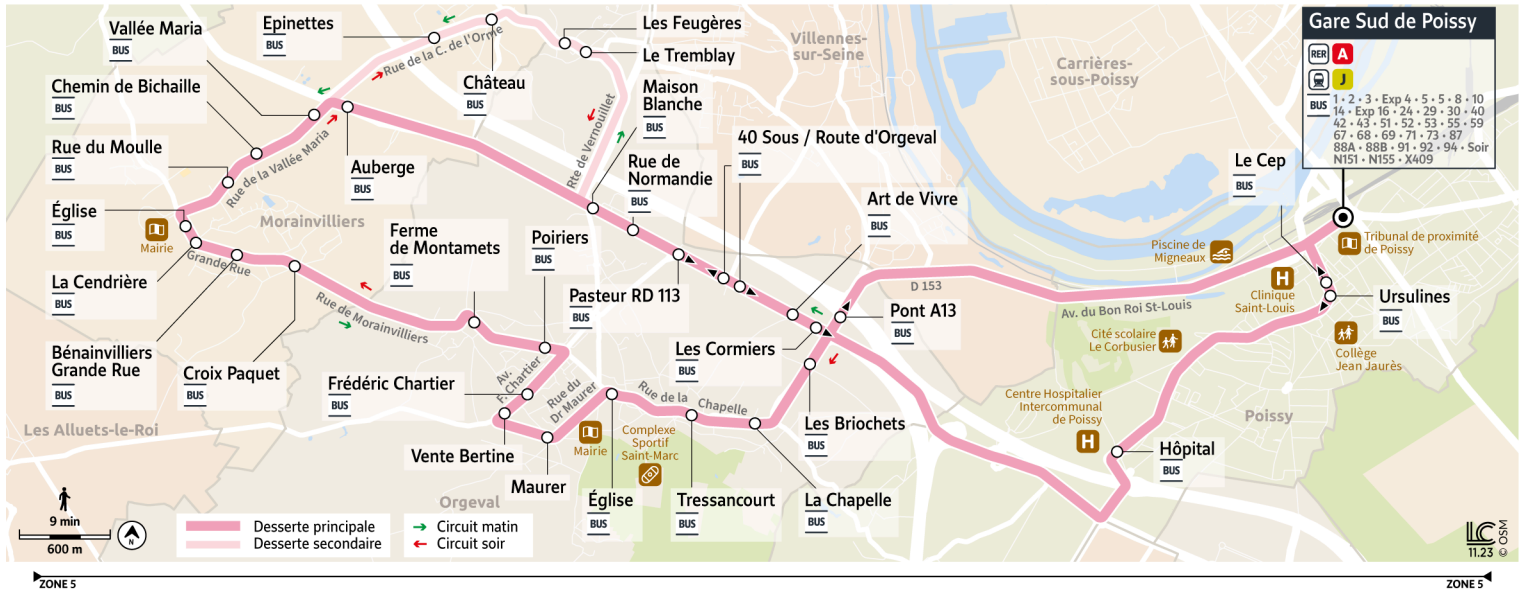 Gare Sud de Poissy
RER A
J
BUS
1 • 2 • 3 • Exp 4 • 5 • 5 • 8 • 10
14 • Exp 16 • 24 • 29 • 30 • 40
42 • 43 • 51 • 52 • 53 • 55 • 59
67 • 68 • 69 • 71 • 73 • 87
88A • 88B • 91 • 92 • 94 • Soir
N151 • N155 • X409
Vallée Maria
BUS
Epinettes
BUS
Les Feugères
Le Tremblay
Château
BUS
Villennes-
sur-Seine
Carrières-
sous-Poissy
Rue de la C. de l'Orme
Chemin de Bichaille
BUS
Maison
Blanche
BUS
Rte de Vernouillet
Rue du Moulle
BUS
Rue de la Vallée Maria
Auberge
BUS
Rue de
Normandie
BUS
40 Sous / Route d'Orgeval
BUS
Le Cep
BUS
Art de Vivre
BUS
Église
BUS
Mairie
Morainvilliers
Ferme
de Montamets
BUS
Poiriers
BUS
Tribunal de proximité
de Poissy
Piscine de
Migneaux
Grande Rue
La Cendrière
BUS
Pasteur RD 113
BUS
D 153
H
Clinique
Saint-Louis
Ursulines
BUS
Rue de Morainvilliers
Pont A13
BUS
Av. du Bon Roi St-Louis
Cité scolaire
Le Corbusier
Collège
Jean Jaurès
Bénainvilliers
Grande Rue
BUS
Croix Paquet
BUS
Les Cormiers
BUS
Frédéric Chartier
BUS
Av.
F. Chartier
Rue du
Dr Maurer
Rue de la
Chapelle
Centre Hospitalier
Intercommunal
de Poissy
H
Poissy
Les Alluets-le-Roi
Les Briochets
BUS
Mairie
Complexe
Sportif
Saint-Marc
Vente Bertine
Maurer
Hôpital
BUS
Orgeval
Église
BUS
Tressancourt
BUS
La Chapelle
BUS
9 min
600 m
N
Desserte principale
Desserte secondaire
Circuit matin
Circuit soir
LC
11.23
© OSM
ZONE 5
ZONE 5